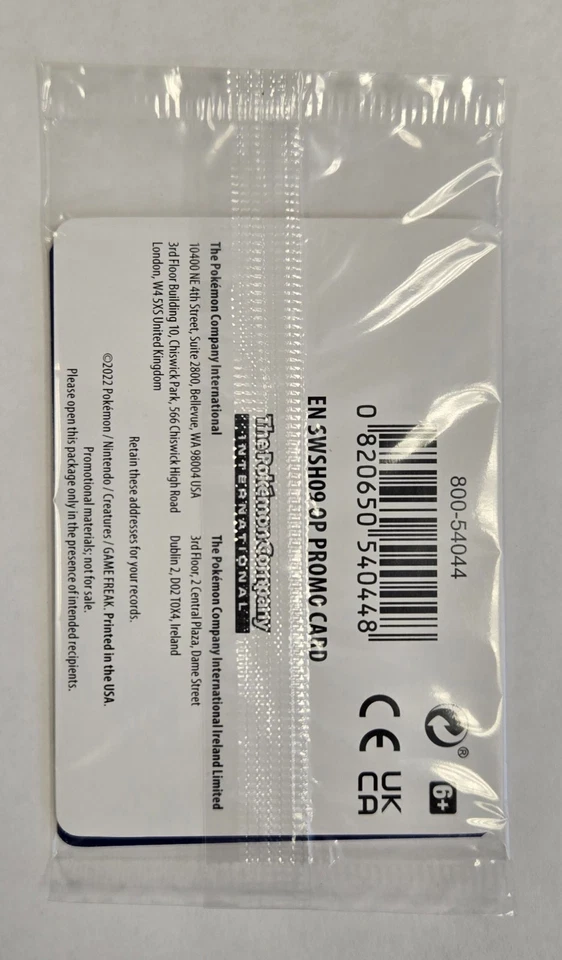 800-54044
0 820650 540448
6+
CE
UK
CA
EN SWSH09 OP PROMO CARD
The Pokémon Company
INTERNATIONAL
The Pokémon Company International
10400 NE 4th Street, Suite 2800, Bellevue, WA 98004 USA
3rd Floor Building 10, Chiswick Park, 566 Chiswick High Road
London, W4 5XS United Kingdom
The Pokémon Company International Ireland Limited
3rd Floor, 2 Central Plaza, Dame Street
Dublin 2, D02 T0X4, Ireland
Retain these addresses for your records.
©2022 Pokémon / Nintendo / Creatures / GAME FREAK. Printed in the USA.
Promotional materials; not for sale.
Please open this package only in the presence of intended recipients.